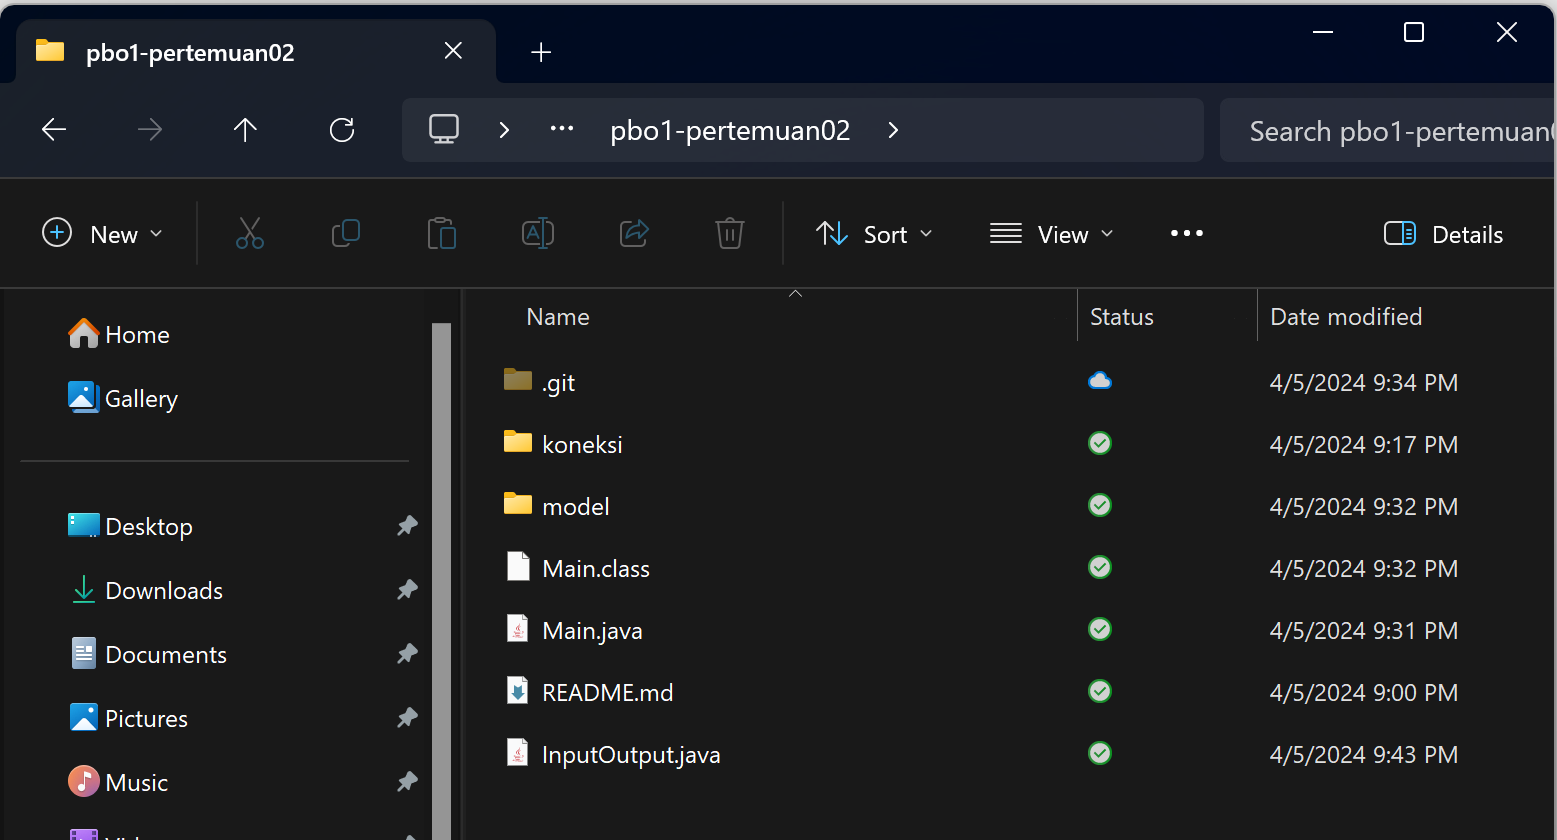 pbo1-pertemuan02
pbo1-pertemuan02
Search pbo1-pertemuan
New
Sort
View
Details
Name Status Date modified
Home
Gallery
Desktop
Downloads
Documents
Pictures
Music
.git 4/5/2024 9:34 PM
koneksi 4/5/2024 9:17 PM
model 4/5/2024 9:32 PM
Main.class 4/5/2024 9:32 PM
Main.java 4/5/2024 9:31 PM
README.md 4/5/2024 9:00 PM
InputOutput.java 4/5/2024 9:43 PM